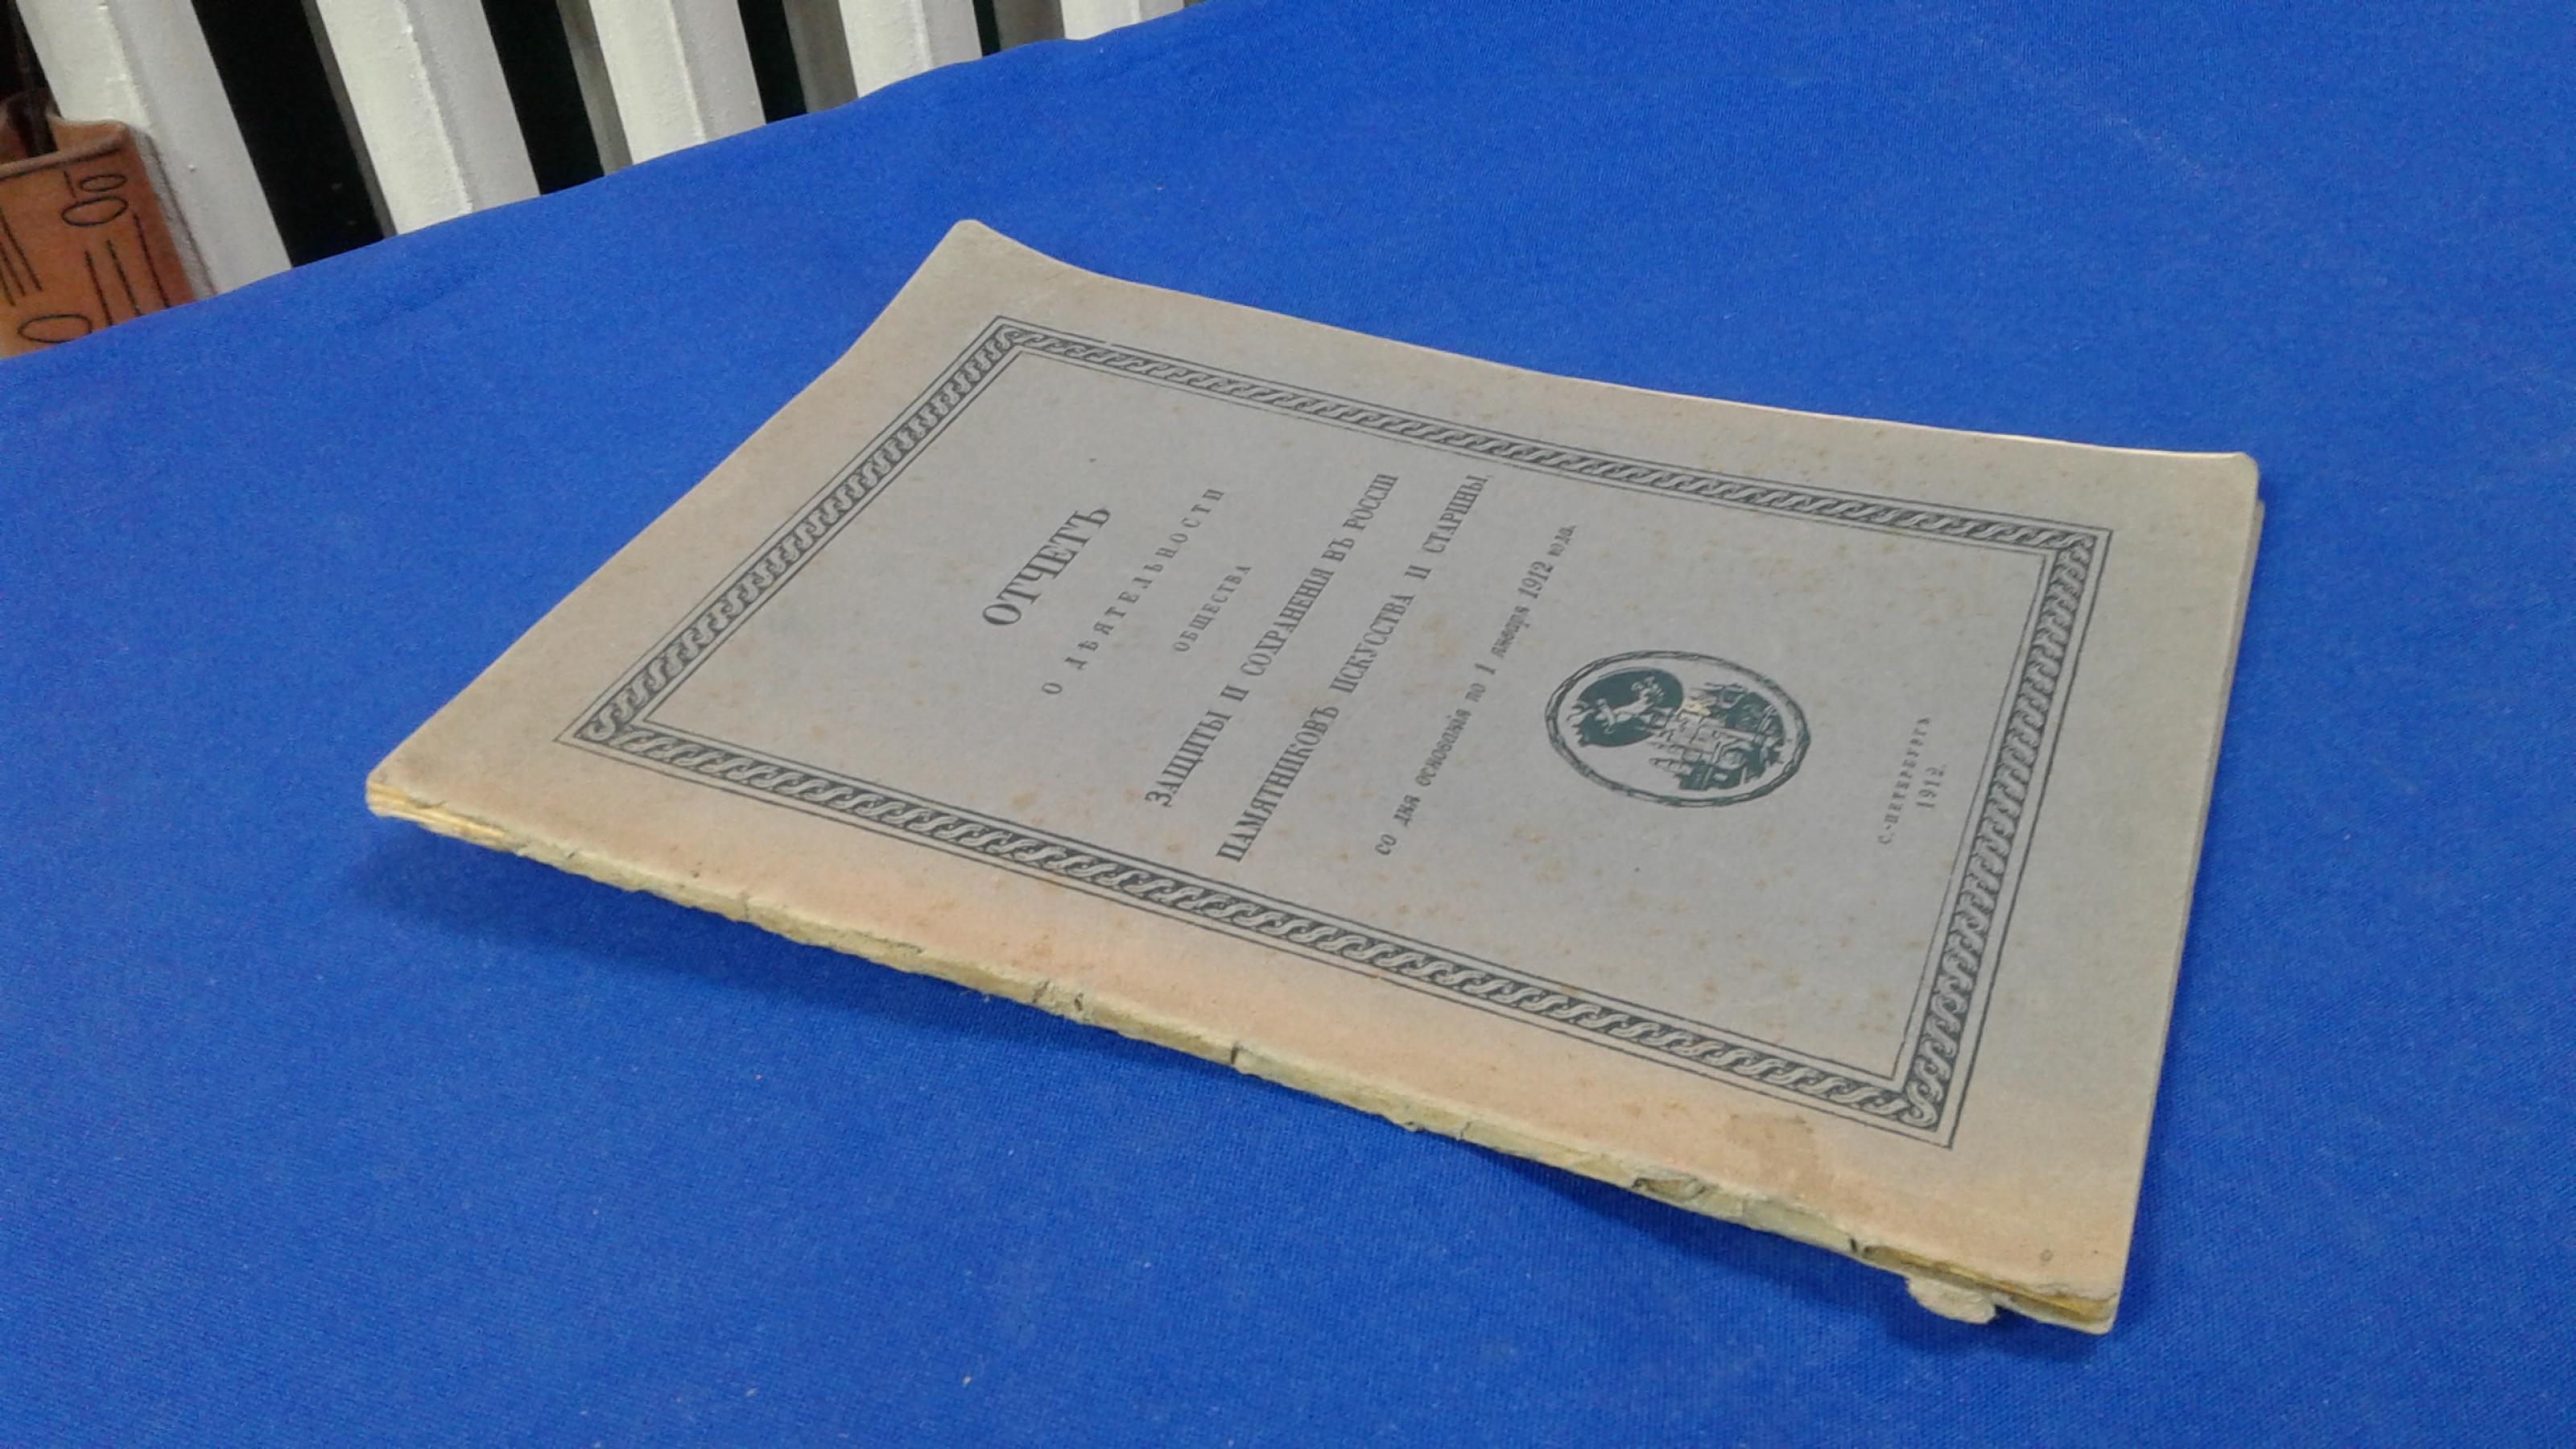 ОТЧЕТЪ
О ДѢЯТЕЛЬНОСТИ
ОБЩЕСТВА
ЗАЩИТЫ И СОХРАНЕНІЯ ВЪ РОССІИ
ПАМЯТНИКОВЪ ИСКУССТВА И СТАРИНЫ
со дня основанія по 1 января 1912 года.
С.-ПЕТЕРБУРГЪ
1912.